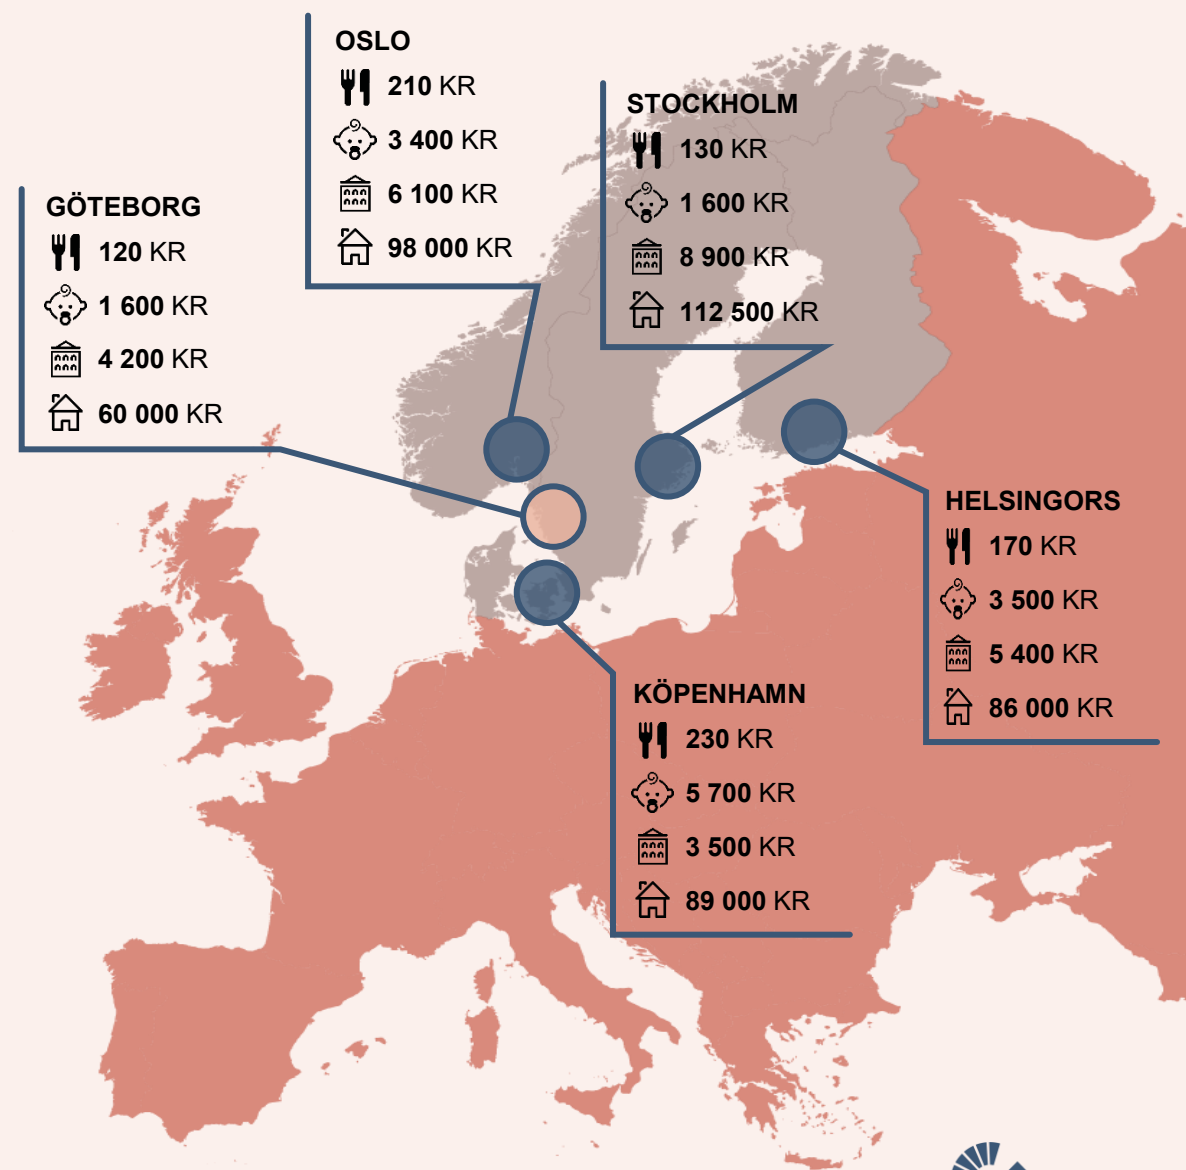 OSLO
210 KR
3 400 KR
6 100 KR
98 000 KR
STOCKHOLM
130 KR
1 600 KR
8 900 KR
112 500 KR
GÖTEBORG
120 KR
1 600 KR
4 200 KR
60 000 KR
HELSINGORS
170 KR
3 500 KR
5 400 KR
86 000 KR
KÖPENHAMN
230 KR
5 700 KR
3 500 KR
89 000 KR